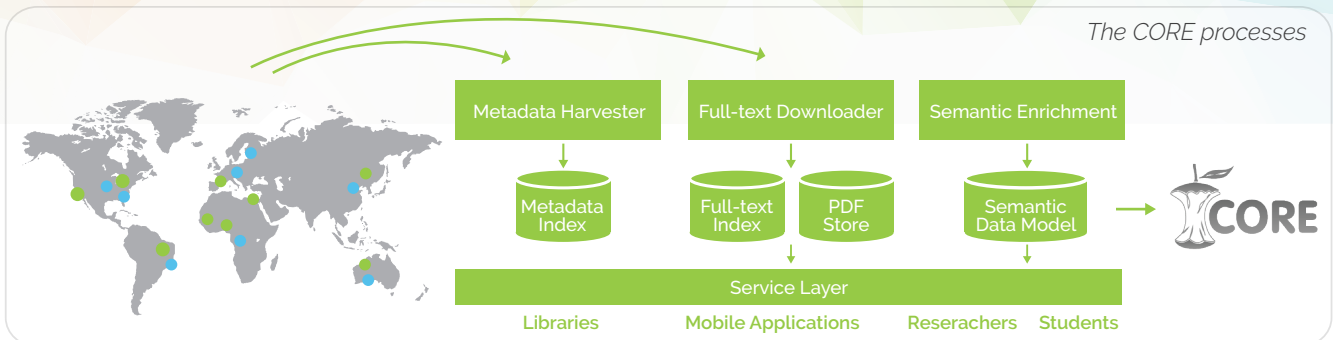 The CORE processes
Metadata Harvester
Full-text Downloader
Semantic Enrichment
Metadata
Index
Full-text
Index
PDF
Store
Semantic
Data Model
CORE
Service Layer
Libraries
Mobile Applications
Reserachers
Students